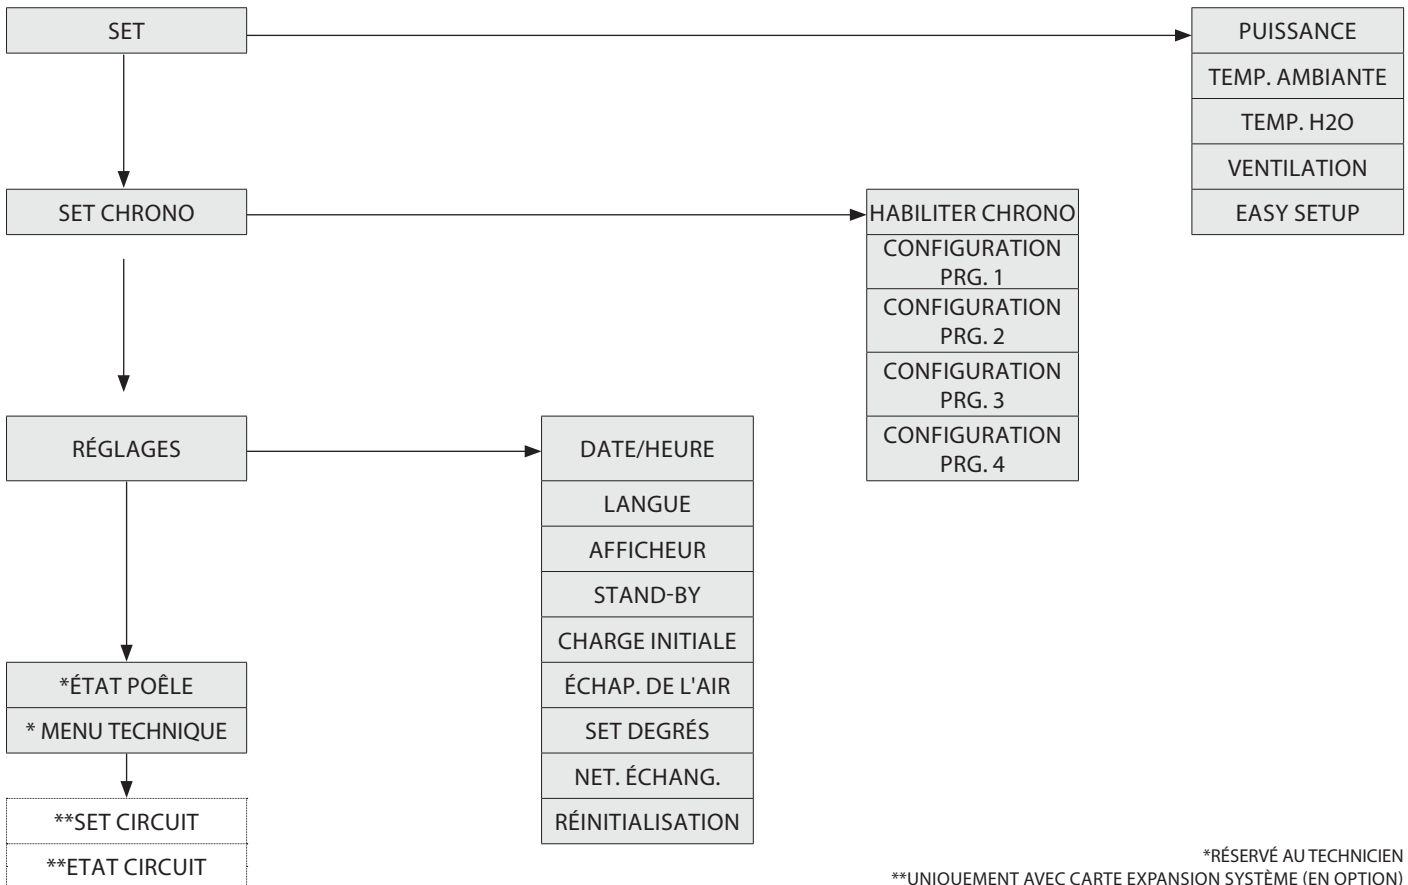 SET
PUISSANCE
TEMP. AMBIANTE
TEMP. H2O
VENTILATION
EASY SETUP
SET CHRONO
HABILITER CHRONO
CONFIGURATION
PRG. 1
CONFIGURATION
PRG. 2
CONFIGURATION
PRG. 3
CONFIGURATION
PRG. 4
RÉGLAGES
DATE/HEURE
LANGUE
AFFICHEUR
STAND-BY
CHARGE INITIALE
ÉCHAP. DE L'AIR
SET DEGRÉS
NET. ÉCHANG.
RÉINITIALISATION
*ÉTAT POÊLE
* MENU TECHNIQUE
**SET CIRCUIT
**ETAT CIRCUIT
*RÉSERVÉ AU TECHNICIEN
**UNIQUEMENT AVEC CARTE EXPANSION SYSTÈME (EN OPTION)